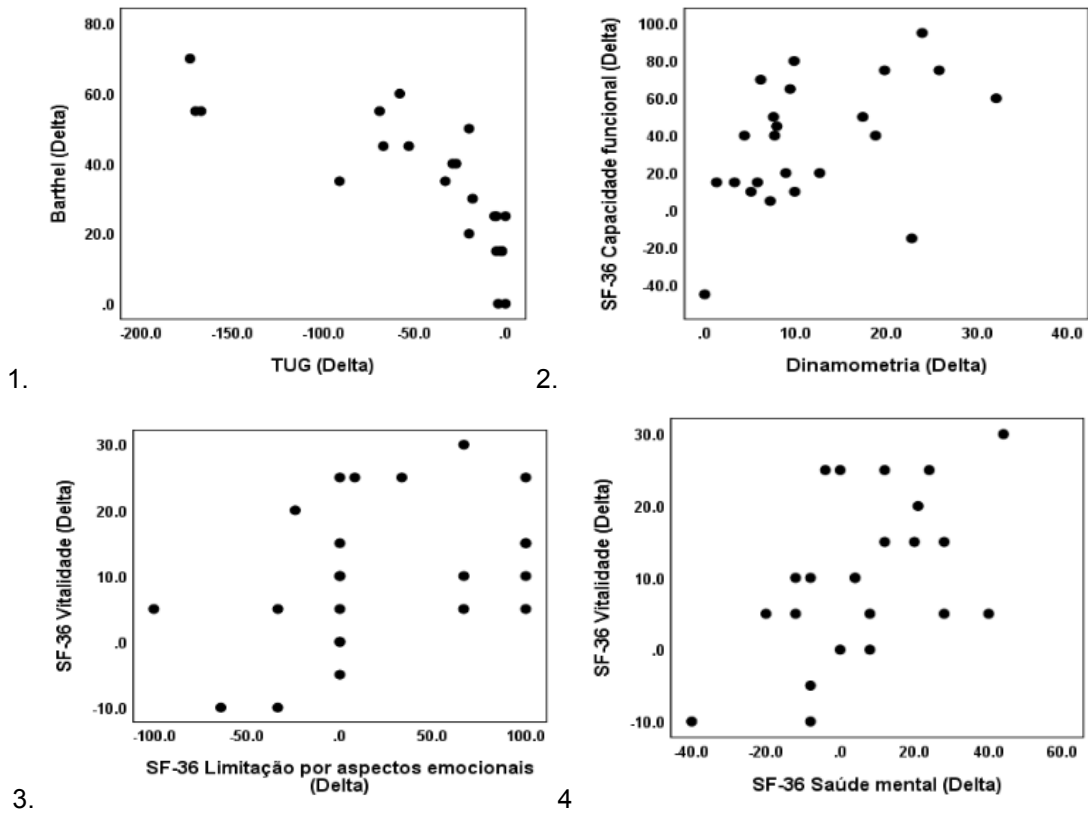 80.0
60.0
40.0
20.0
.0
Barthel (Delta)
-200.0 -150.0 -100.0 -50.0 .0
TUG (Delta)
1.
100.0
80.0
60.0
40.0
20.0
.0
-20.0
-40.0
SF-36 Capacidade funcional (Delta)
.0 10.0 20.0 30.0 40.0
Dinamometria (Delta)
2.
30.0
20.0
10.0
.0
-10.0
SF-36 Vitalidade (Delta)
-100.0 -50.0 .0 50.0 100.0
SF-36 Limitação por aspectos emocionais
(Delta)
3.
30.0
20.0
10.0
.0
-10.0
SF-36 Vitalidade (Delta)
-40.0 -20.0 .0 20.0 40.0 60.0
SF-36 Saúde mental (Delta)
4